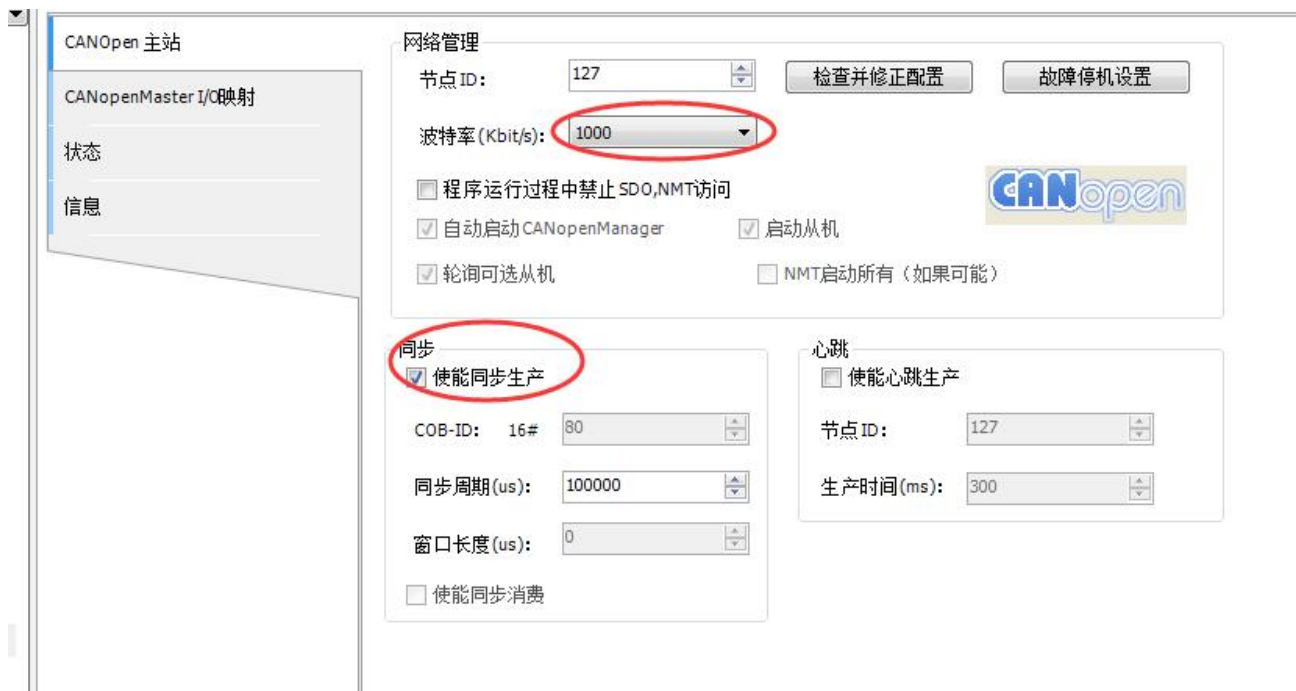 CANOpen 主站
CANopenMaster I/O映射
状态
信息
网络管理
节点ID: 127 检查并修正配置 故障停机设置
波特率(Kbit/s): 1000
程序运行过程中禁止SDO,NMT访问
自动启动CANopenManager 启动从机
轮询可选从机 NMT启动所有（如果可能）
CANopen
同步
使能同步生产
COB-ID: 16# 80
同步周期(us): 100000
窗口长度(us): 0
使能同步消费
心跳
使能心跳生产
节点ID: 127
生产时间(ms): 300